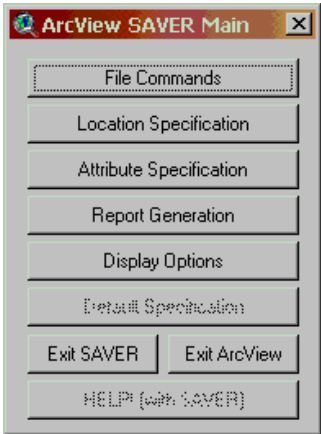 ArcView SAVER Main
File Commands
Location Specification
Attribute Specification
Report Generation
Display Options
Default Specification
Exit SAVER Exit ArcView
HELP! (with SAVER)